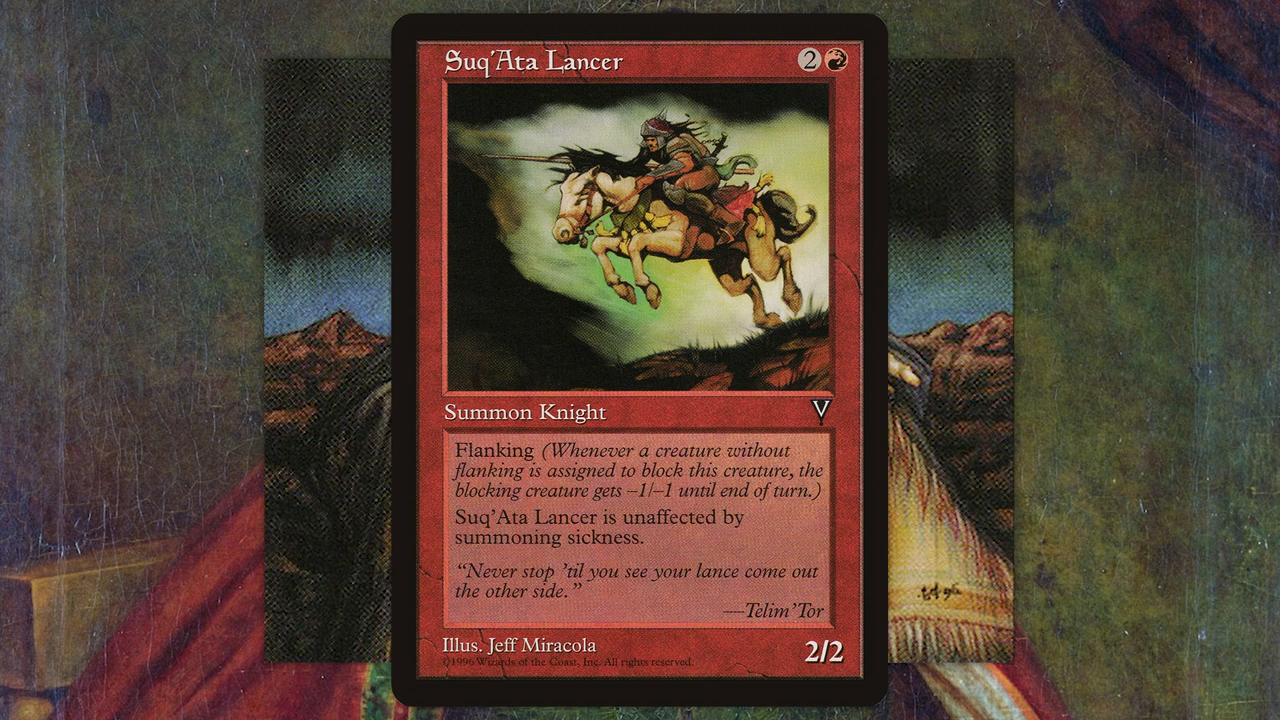 Suq'Ata Lancer 2
Summon Knight V
Flanking (Whenever a creature without
flanking is assigned to block this creature, the
blocking creature gets –1/–1 until end of turn.)
Suq'Ata Lancer is unaffected by
summoning sickness.
"Never stop 'til you see your lance come out
the other side."
—Telim'Tor
Illus. Jeff Miracola
©1996 Wizards of the Coast, Inc. All rights reserved.
2/2